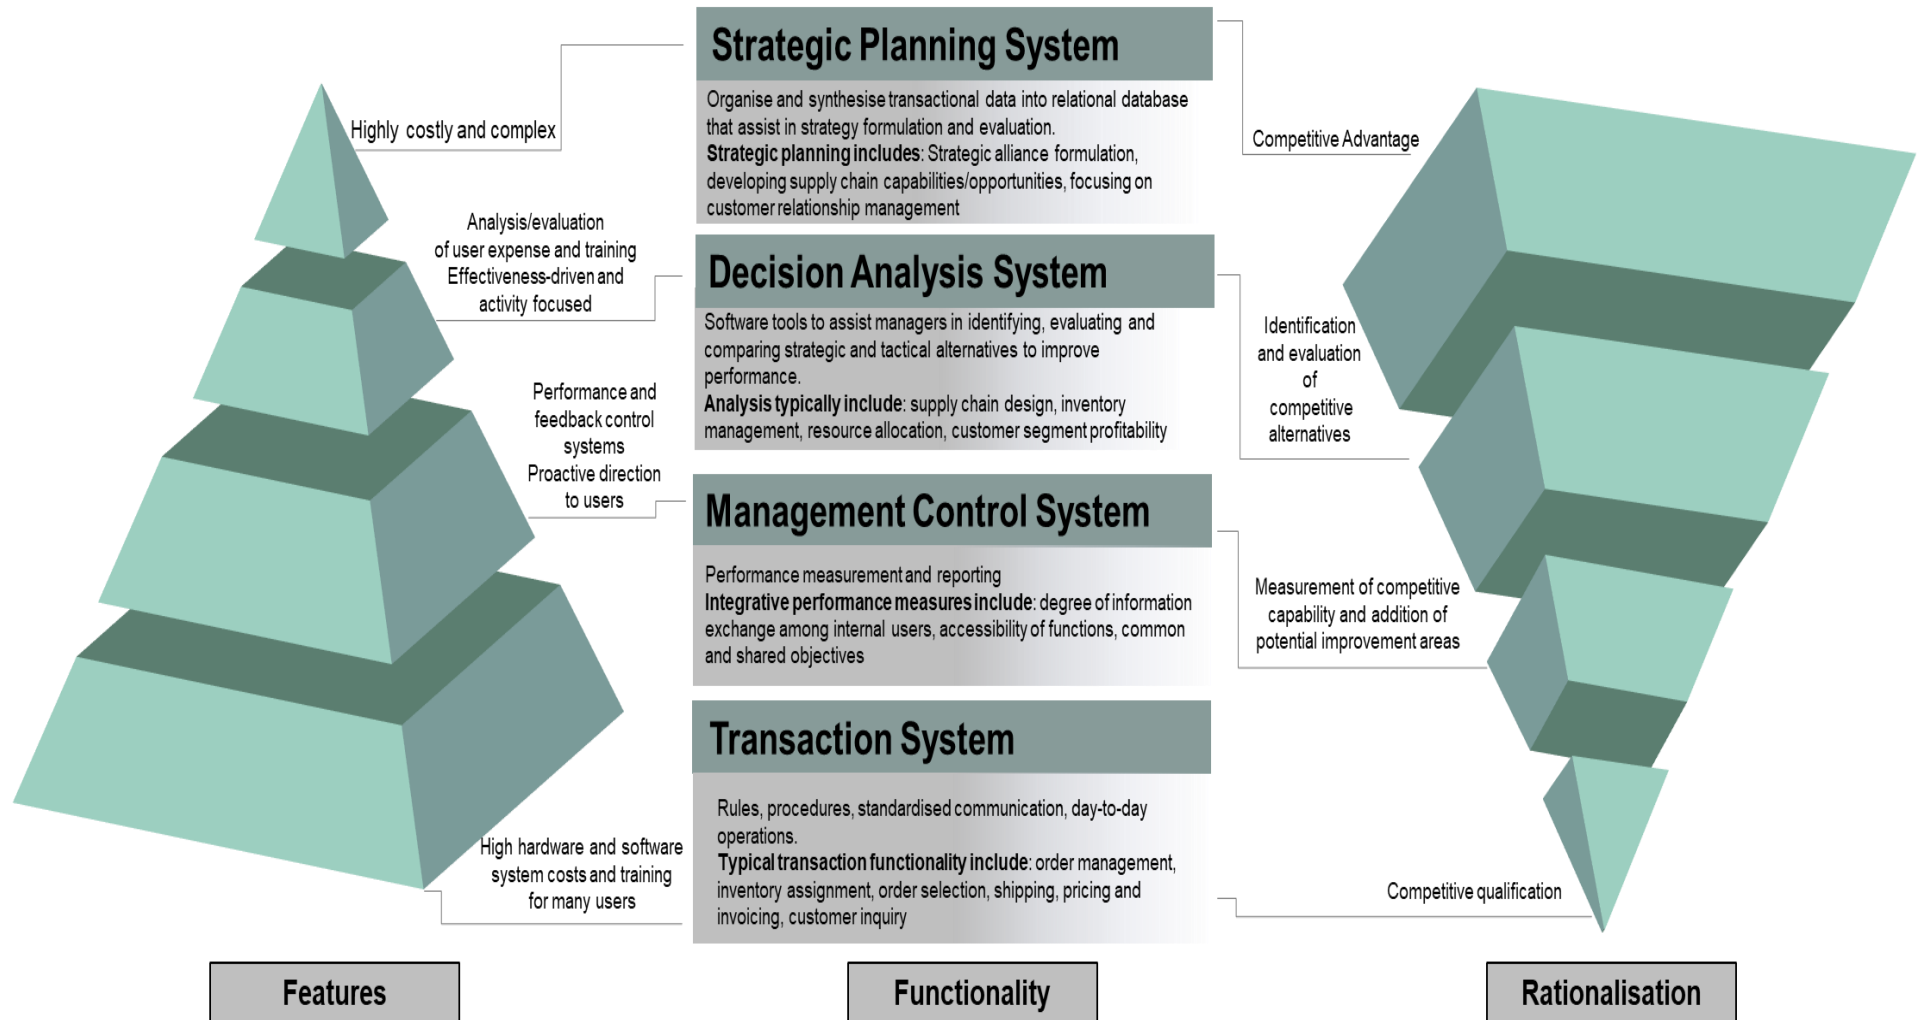 Strategic Planning System
Organise and synthesise transactional data into relational database
that assist in strategy formulation and evaluation.
Strategic planning includes: Strategic alliance formulation,
developing supply chain capabilities/opportunities, focusing on
customer relationship management
Highly costly and complex
Competitive Advantage
Analysis/evaluation
of user expense and training
Effectiveness-driven and
activity focused
Decision Analysis System
Software tools to assist managers in identifying, evaluating and
comparing strategic and tactical alternatives to improve
performance.
Analysis typically include: supply chain design, inventory
management, resource allocation, customer segment profitability
Identification
and evaluation
of
competitive
alternatives
Performance and
feedback control
systems
Proactive direction
to users
Management Control System
Performance measurement and reporting
Integrative performance measures include: degree of information
exchange among internal users, accessibility of functions, common
and shared objectives
Measurement of competitive
capability and addition of
potential improvement areas
Transaction System
Rules, procedures, standardised communication, day-to-day
operations.
Typical transaction functionality include: order management,
inventory assignment, order selection, shipping, pricing and
invoicing, customer inquiry
High hardware and software
system costs and training
for many users
Competitive qualification
Features
Functionality
Rationalisation